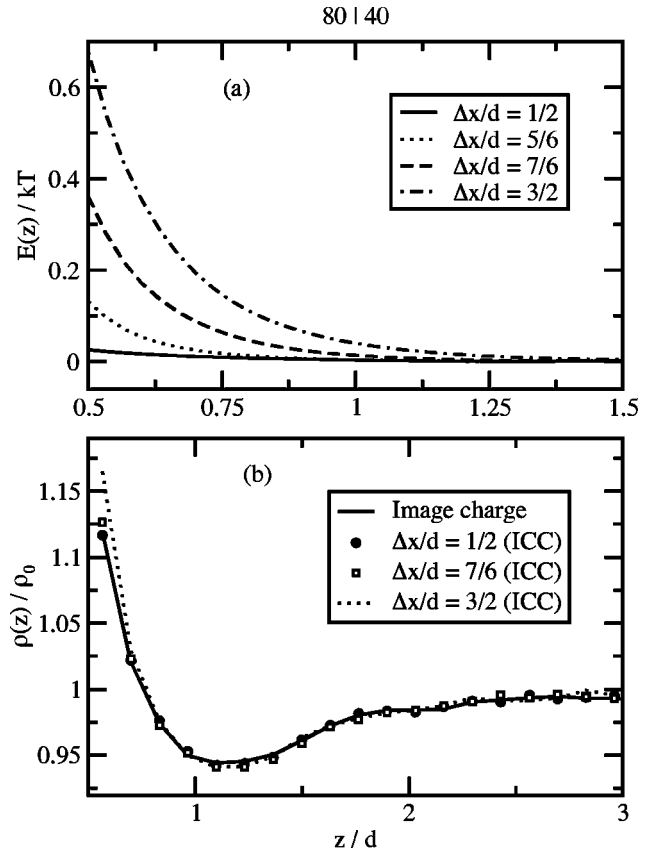 80 | 40
(a)
Δx/d = 1/2
Δx/d = 5/6
Δx/d = 7/6
Δx/d = 3/2
E(z) / kT
0.6
0.4
0.2
0
0.5
0.75
1
1.25
1.5
(b)
Image charge
Δx/d = 1/2 (ICC)
Δx/d = 7/6 (ICC)
Δx/d = 3/2 (ICC)
ρ(z) / ρ₀
1.15
1.1
1.05
1
0.95
1
2
3
z / d